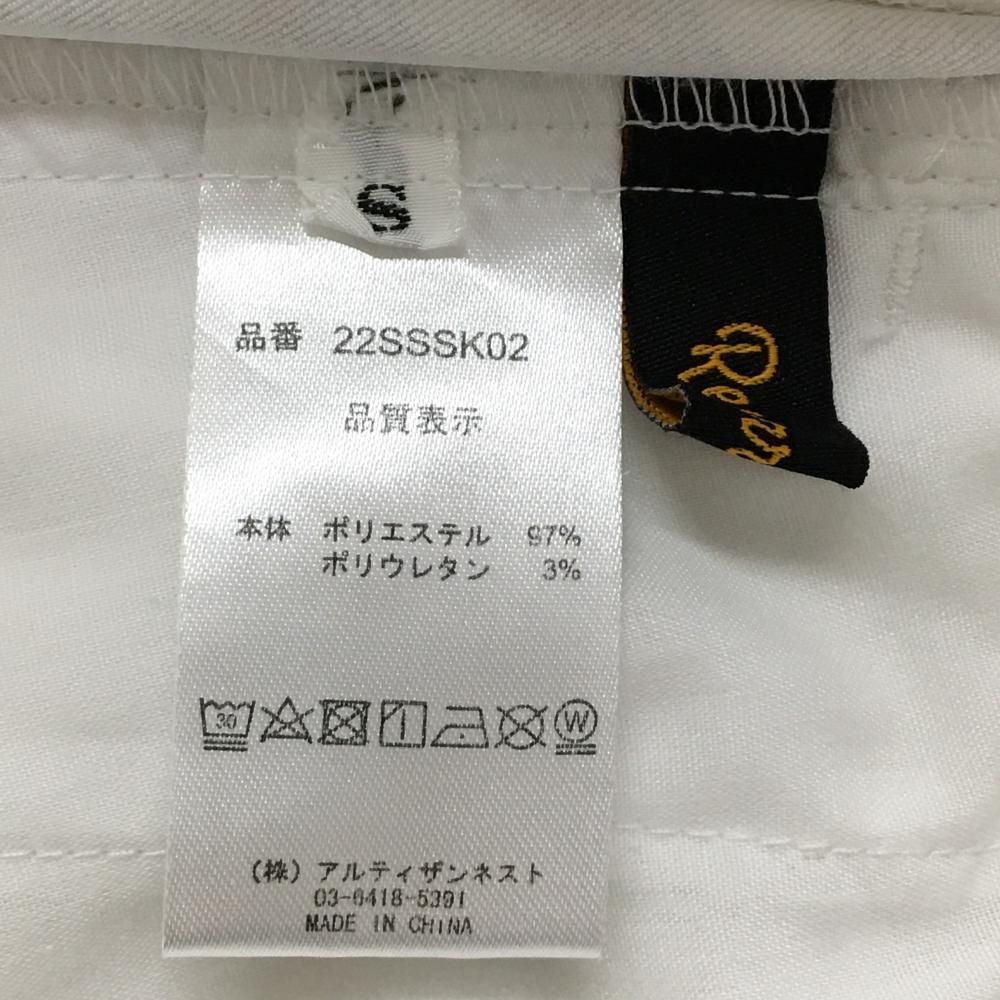 S
品番 22SSSK02
品質表示
本体 ポリエステル 97%
ポリウレタン 3%
30 W
(株) アルティザンネスト
03-6418-5391
MADE IN CHINA